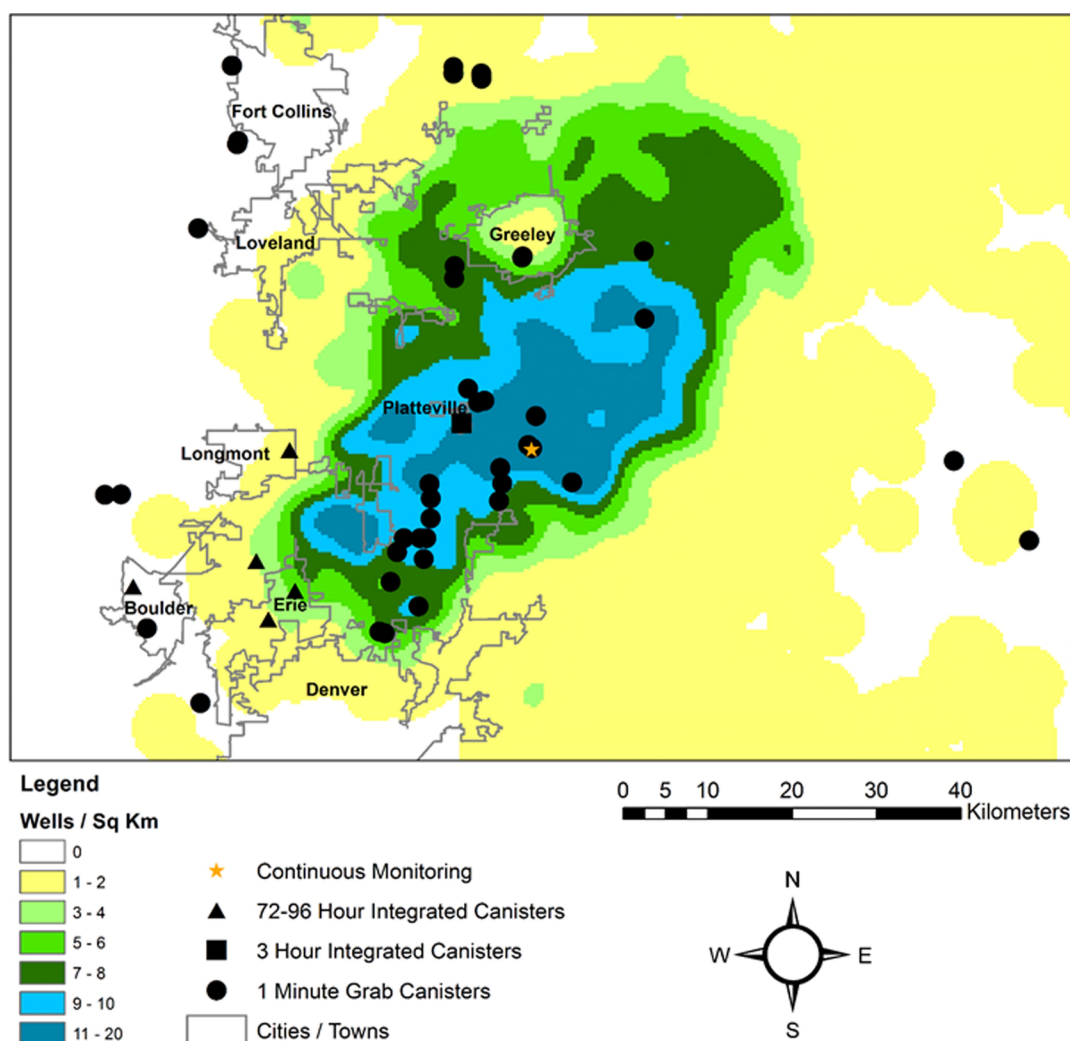 Fort Collins
Loveland
Greeley
Platteville
Longmont
Boulder
Erie
Denver
Legend
Wells / Sq Km
0
1 - 2
3 - 4
5 - 6
7 - 8
9 - 10
11 - 20
Continuous Monitoring
72-96 Hour Integrated Canisters
3 Hour Integrated Canisters
1 Minute Grab Canisters
Cities / Towns
0 5 10 20 30 40
Kilometers
N
W E
S